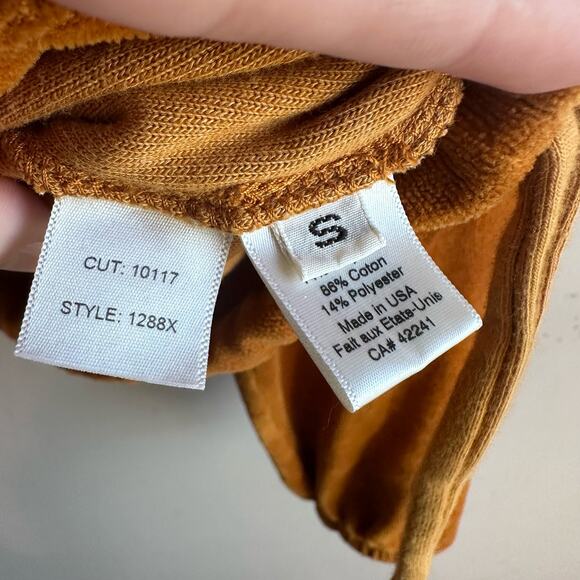 CUT: 10117
STYLE: 1288X
S
86% Coton
14% Polyester
Made in USA
Fait aux Etats-Unis
CA# 42241